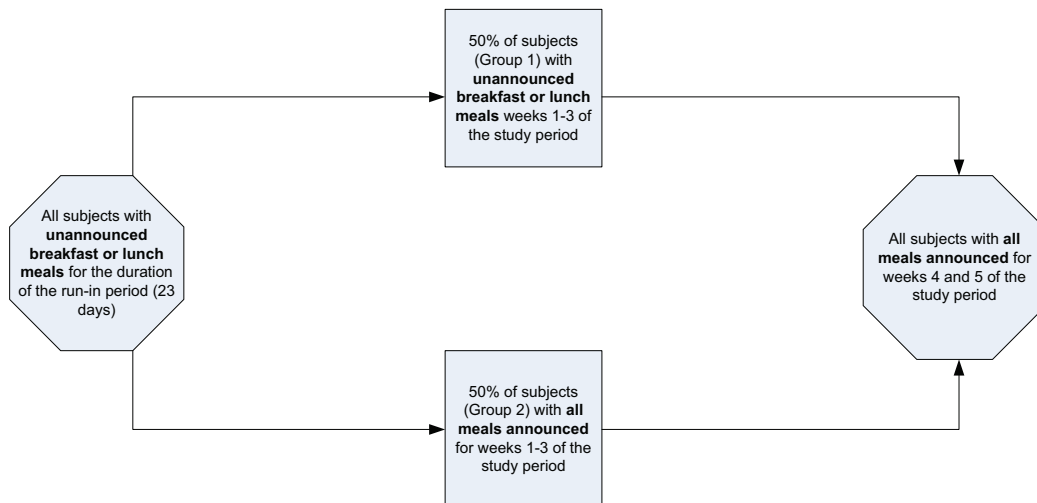 50% of subjects
(Group 1) with
unannounced
breakfast or lunch
meals weeks 1-3 of
the study period
All subjects with
unannounced
breakfast or lunch
meals for the duration
of the run-in period (23
days)
All subjects with all
meals announced for
weeks 4 and 5 of the
study period
50% of subjects
(Group 2) with all
meals announced
for weeks 1-3 of the
study period